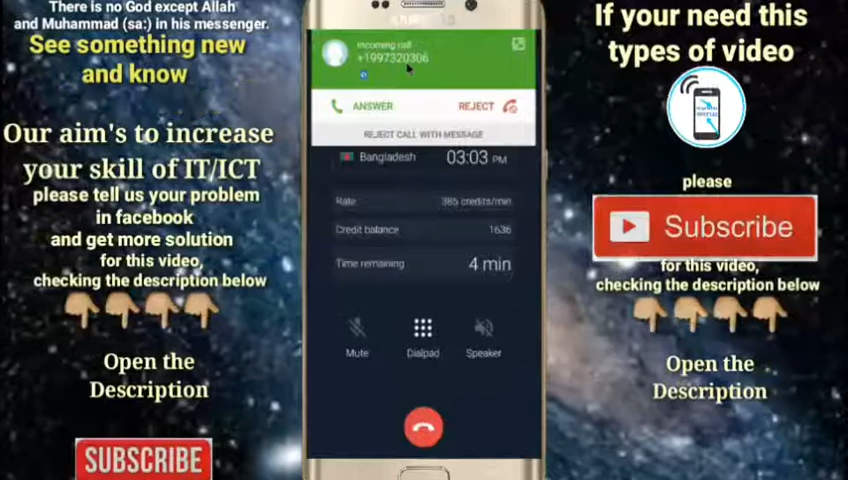 There is no God except Allah
and Muhammad (sa:) in his messenger.
See something new
and know
Our aim's to increase
your skill of IT/ICT
please tell us your problem
in facebook
and get more solution
for this video,
checking the description below
Open the
Description
SUBSCRIBE
Incoming call
+1997320306
ANSWER
REJECT
REJECT CALL WITH MESSAGE
Bangladesh
03:03 PM
Rate
385 credits/min
Credit balance
1636
Time remaining
4 min
Mute
Dialpad
Speaker
If your need this
types of video
please
Subscribe
for this video,
checking the description below
Open the
Description